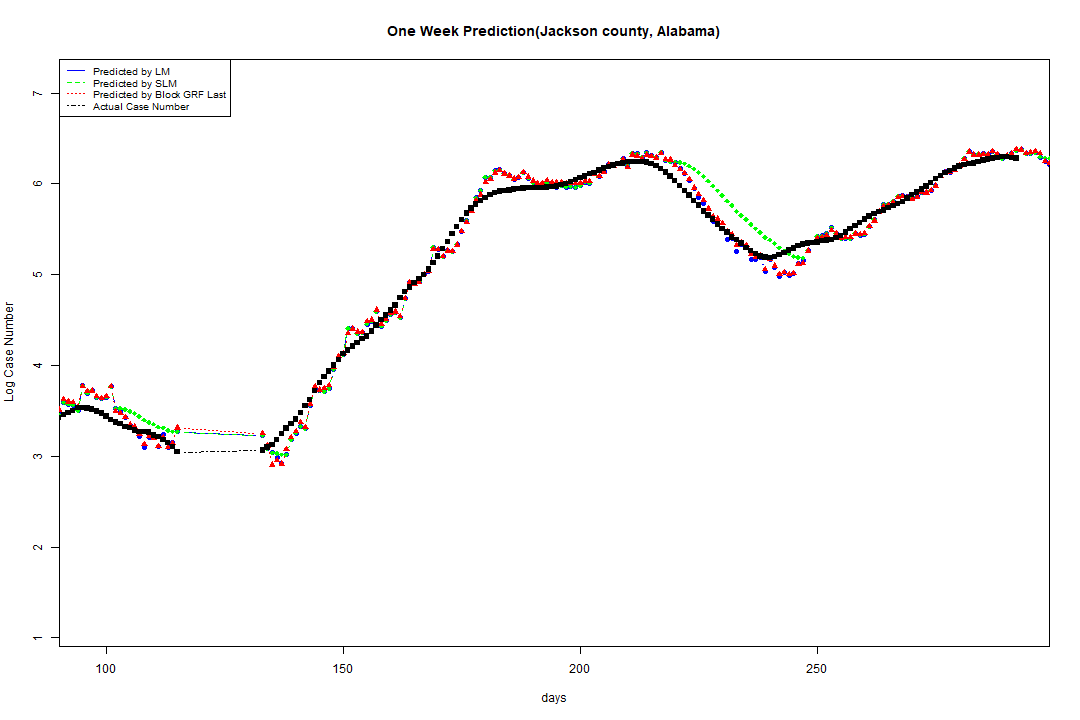 One Week Prediction(Jackson county, Alabama)
Predicted by LM
Predicted by SLM
Predicted by Block GRF Last
Actual Case Number
7
6
5
4
3
2
1
Log Case Number
100
150
200
250
days